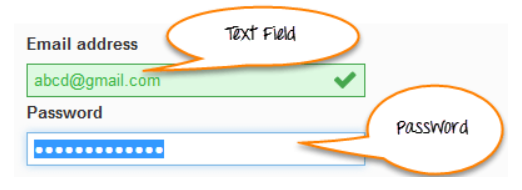 Text Field
Email address
abcd@gmail.com
Password
Password
•••••••••••••